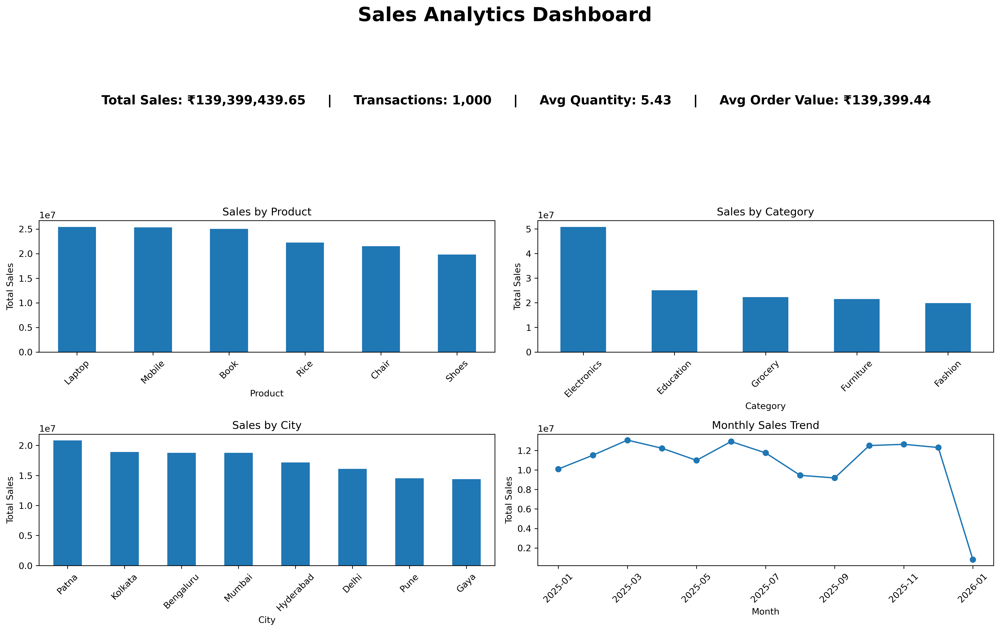 Sales Analytics Dashboard
Total Sales: ₹139,399,439.65 | Transactions: 1,000 | Avg Quantity: 5.43 | Avg Order Value: ₹139,399.44
Sales by Product
1e7
2.5
2.0
1.5
1.0
0.5
0.0
Total Sales
Laptop
Mobile
Book
Rice
Chair
Shoes
Product
Sales by Category
1e7
5
4
3
2
1
0
Total Sales
Electronics
Education
Grocery
Furniture
Fashion
Category
Sales by City
1e7
2.0
1.5
1.0
0.5
0.0
Total Sales
Patna
Kolkata
Bengaluru
Mumbai
Hyderabad
Delhi
Pune
Gaya
City
Monthly Sales Trend
1e7
1.2
1.0
0.8
0.6
0.4
0.2
Total Sales
2025-01
2025-03
2025-05
2025-07
2025-09
2025-11
2026-01
Month